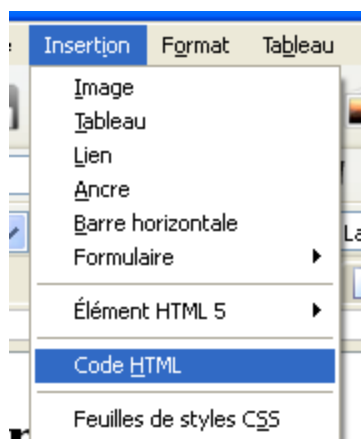 Insertion Format Tableau
Image
Tableau
Lien
Ancre
Barre horizontale
La
Formulaire
Élément HTML 5
Code HTML
Feuilles de styles CSS